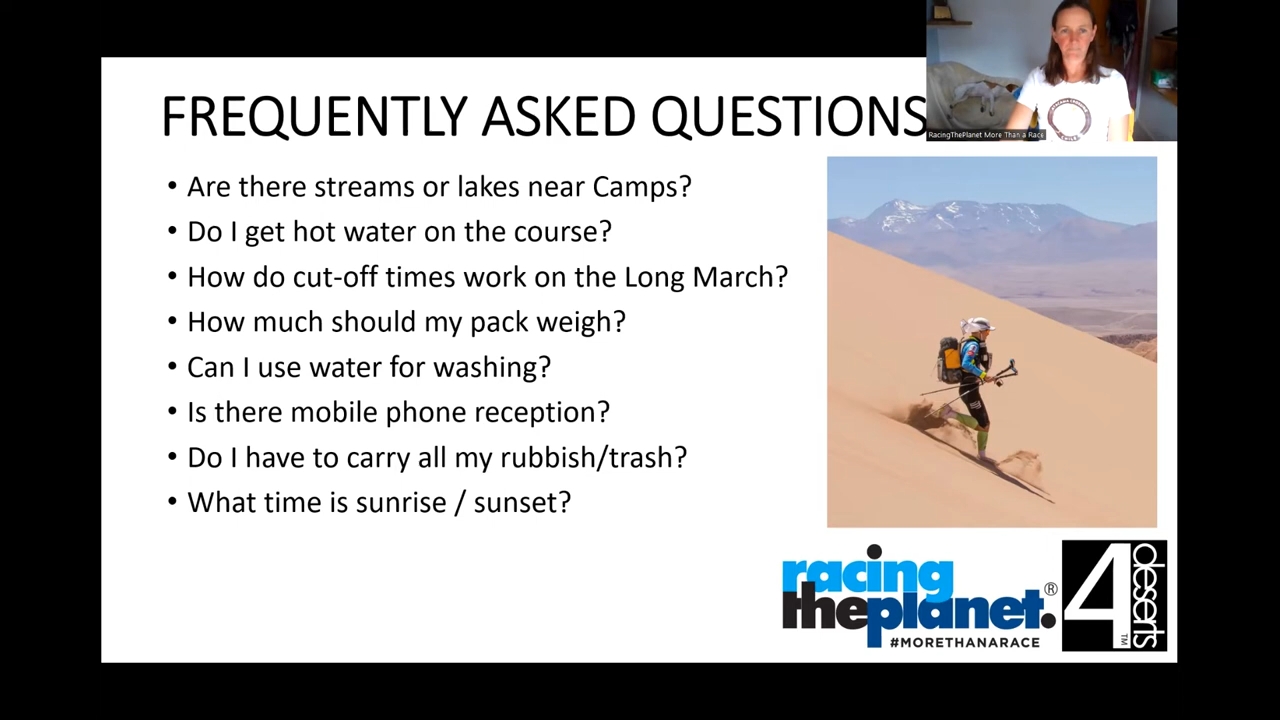 FREQUENTLY ASKED QUESTIONS
RacingThePlanet More Than a Race
• Are there streams or lakes near Camps?
• Do I get hot water on the course?
• How do cut-off times work on the Long March?
• How much should my pack weigh?
• Can I use water for washing?
• Is there mobile phone reception?
• Do I have to carry all my rubbish/trash?
• What time is sunrise / sunset?
racing
theplanet.®
#MORETHANARACE
4 deserts
TM